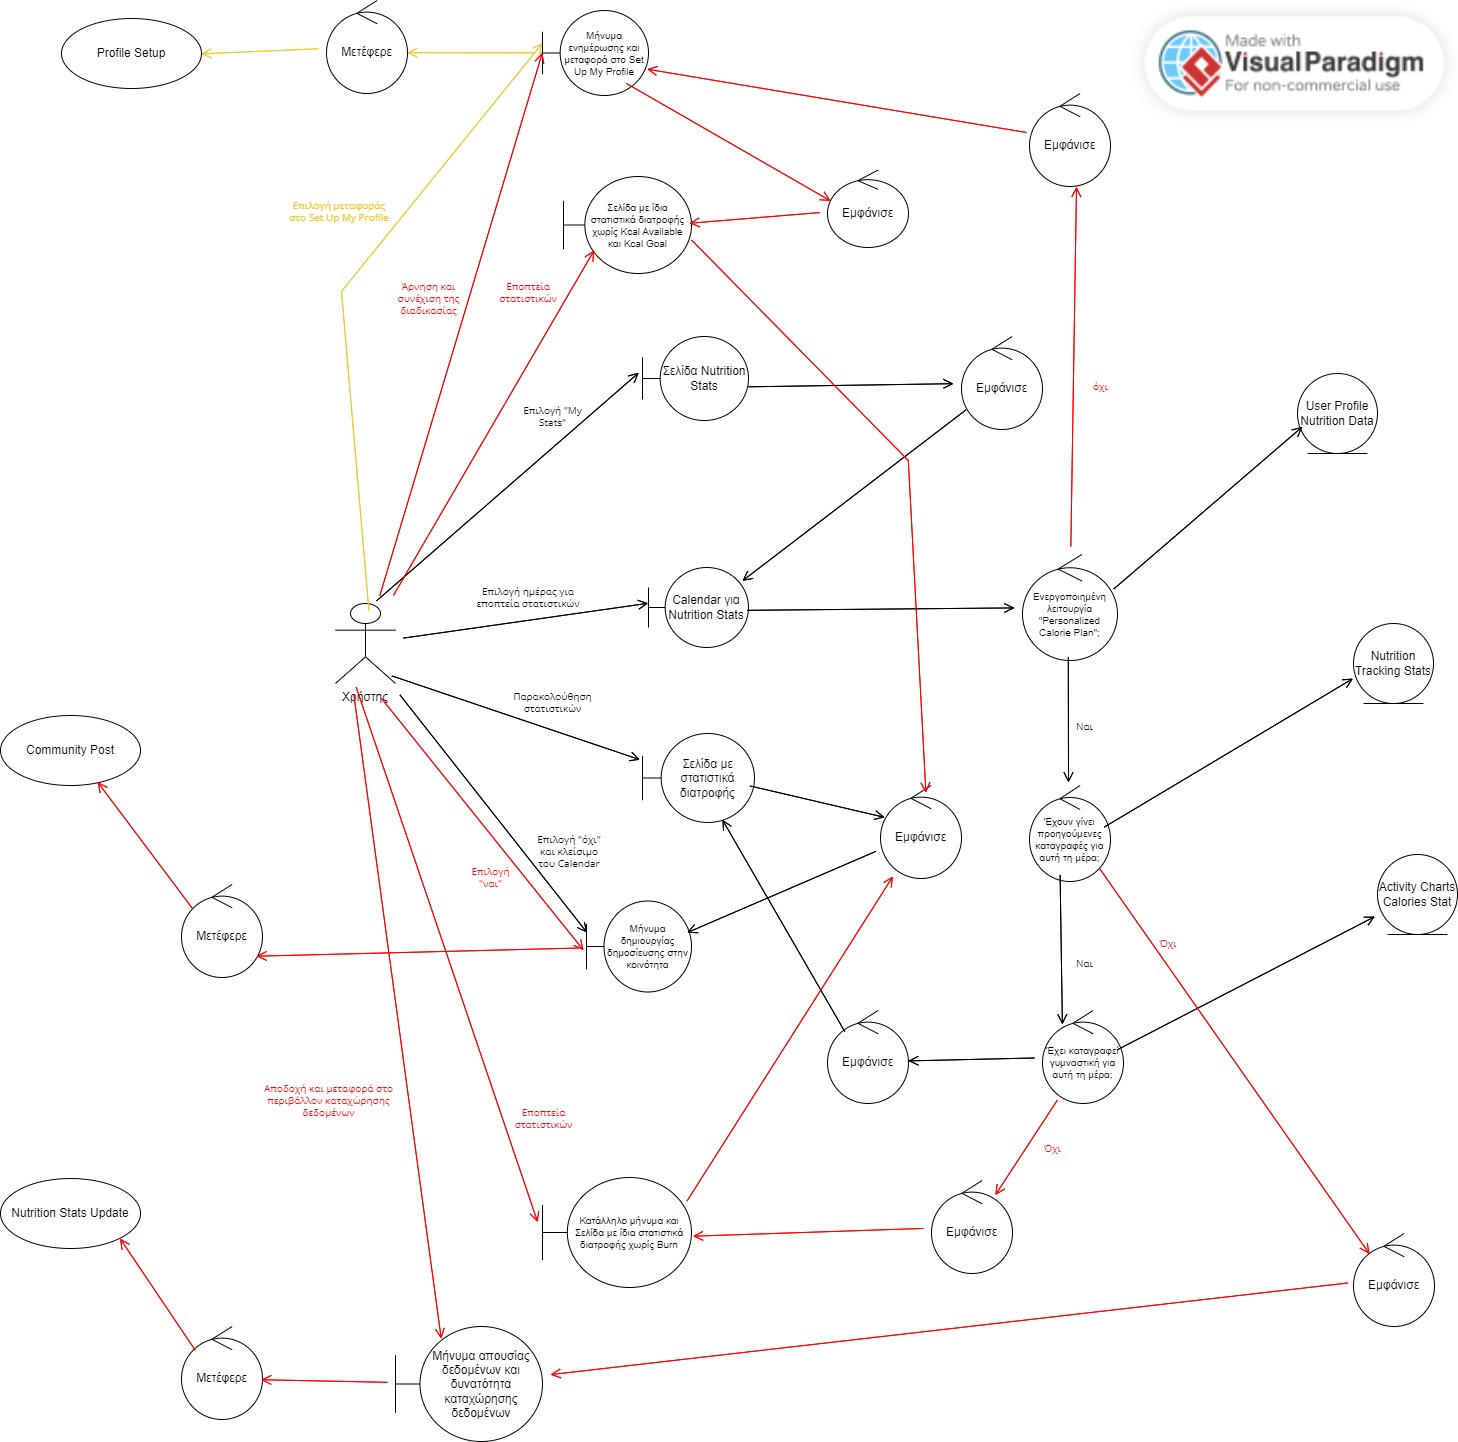 Profile Setup
Μετέφερε
Μήνυμα
ενημέρωσης και
μεταφορά στο Set
Up My Profile
Made with
Visual Paradigm
For non-commercial use
Εμφάνισε
Επιλογή μεταφοράς
στο Set Up My Profile
Σελίδα με ίδια
στατιστικά διατροφής
χωρίς Kcal Available
και Kcal Goal
Εμφάνισε
Άρνηση και
συνέχιση της
διαδικασίας
Εποπτεία
στατιστικών
Σελίδα Nutrition
Stats
Εμφάνισε
όχι
Επιλογή "My
Stats"
User Profile
Nutrition Data
Επιλογή ημέρας για
εποπτεία στατιστικών
Calendar για
Nutrition Stats
Ενεργοποιημένη
λειτουργία
"Personalized
Calorie Plan";
Nutrition
Tracking Stats
Χρήστης
Παρακολούθηση
στατιστικών
Ναι
Community Post
Σελίδα με
στατιστικά
διατροφής
Εμφάνισε
Έχουν γίνει
προηγούμενες
καταγραφές για
αυτή τη μέρα;
Επιλογή "όχι"
και κλείσιμο
του Calendar
Επιλογή
"ναι"
Activity Charts
Calories Stat
Μετέφερε
Μήνυμα
δημιουργίας
δημοσίευσης στην
κοινότητα
Όχι
Ναι
Εμφάνισε
Έχει καταγραφεί
γυμναστική για
αυτή τη μέρα;
Αποδοχή και μεταφορά στο
περιβάλλον καταχώρησης
δεδομένων
Εποπτεία
στατιστικών
Όχι
Nutrition Stats Update
Κατάλληλο μήνυμα και
Σελίδα με ίδια στατιστικά
διατροφής χωρίς Burn
Εμφάνισε
Εμφάνισε
Μετέφερε
Μήνυμα απουσίας
δεδομένων και
δυνατότητα
καταχώρησης
δεδομένων